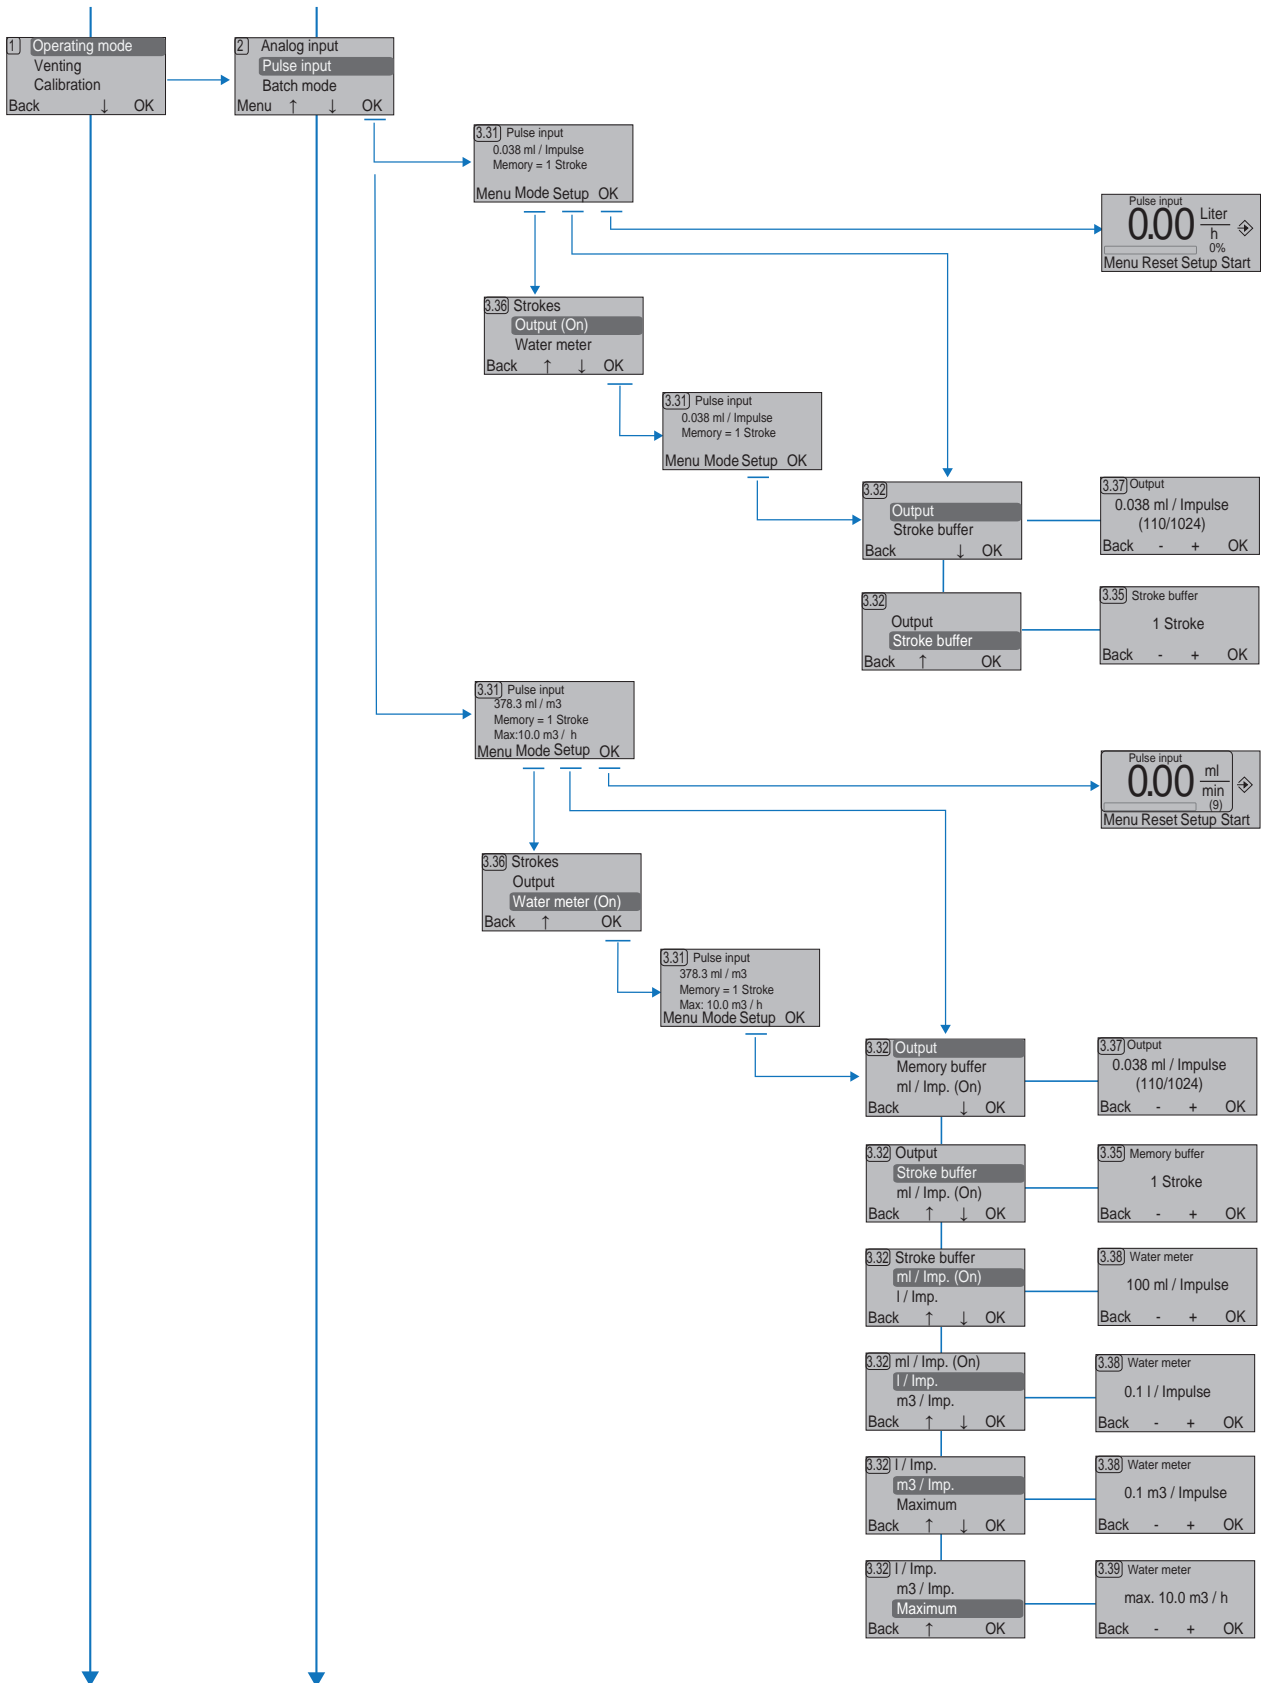 1 Operating mode
Venting
Calibration
Back ↓ OK
2 Analog input
Pulse input
Batch mode
Menu ↑ ↓ OK
3.31 Pulse input
0.038 ml / Impulse
Memory = 1 Stroke
Menu Mode Setup OK
Pulse input
0.00 Liter
h
0%
Menu Reset Setup Start
3.36 Strokes
Output (On)
Water meter
Back ↑ ↓ OK
3.31 Pulse input
0.038 ml / Impulse
Memory = 1 Stroke
Menu Mode Setup OK
3.32
Output
Stroke buffer
Back ↓ OK
3.37 Output
0.038 ml / Impulse
(110/1024)
Back - + OK
3.32
Output
Stroke buffer
Back ↑ OK
3.35 Stroke buffer
1 Stroke
Back - + OK
3.31 Pulse input
378.3 ml / m3
Memory = 1 Stroke
Max:10.0 m3 / h
Menu Mode Setup OK
Pulse input
0.00 ml
min
(9)
Menu Reset Setup Start
3.36 Strokes
Output
Water meter (On)
Back ↑ OK
3.31 Pulse input
378.3 ml / m3
Memory = 1 Stroke
Max: 10.0 m3 / h
Menu Mode Setup OK
3.32 Output
Memory buffer
ml / Imp. (On)
Back ↓ OK
3.37 Output
0.038 ml / Impulse
(110/1024)
Back - + OK
3.32 Output
Stroke buffer
ml / Imp. (On)
Back ↑ ↓ OK
3.35 Memory buffer
1 Stroke
Back - + OK
3.32 Stroke buffer
ml / Imp. (On)
l / Imp.
Back ↑ ↓ OK
3.38 Water meter
100 ml / Impulse
Back - + OK
3.32 ml / Imp. (On)
l / Imp.
m3 / Imp.
Back ↑ ↓ OK
3.38 Water meter
0.1 l / Impulse
Back - + OK
3.32 l / Imp.
m3 / Imp.
Maximum
Back ↑ ↓ OK
3.38 Water meter
0.1 m3 / Impulse
Back - + OK
3.32 l / Imp.
m3 / Imp.
Maximum
Back ↑ OK
3.39 Water meter
max. 10.0 m3 / h
Back - + OK